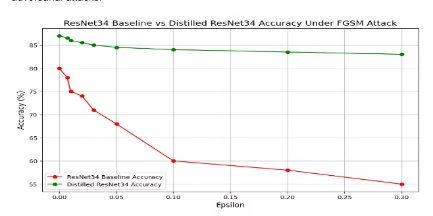 ResNet34 Baseline vs Distilled ResNet34 Accuracy Under FGSM Attack
Accuracy (%)
85
80
75
70
65
60
55
ResNet34 Baseline Accuracy
Distilled ResNet34 Accuracy
0.00 0.05 0.10 0.15 0.20 0.25 0.30
Epsilon